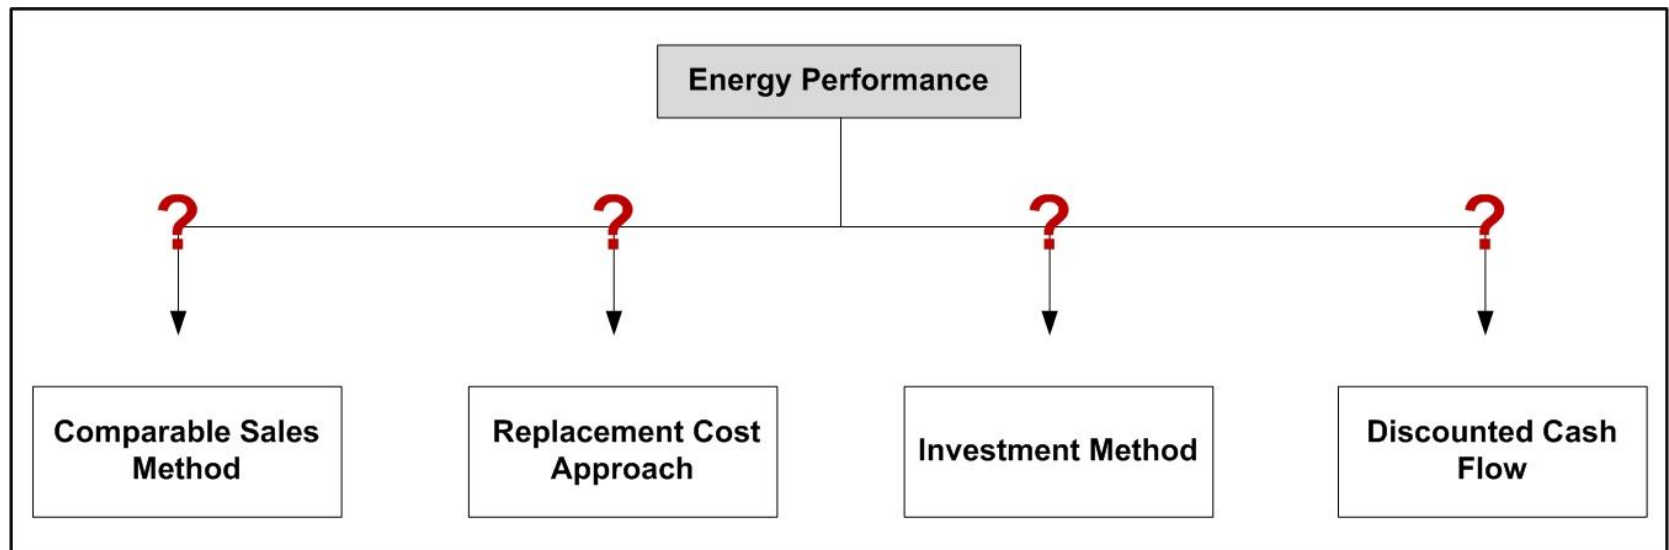 Energy Performance
? ? ? ?
Comparable Sales
Method
Replacement Cost
Approach
Investment Method
Discounted Cash
Flow